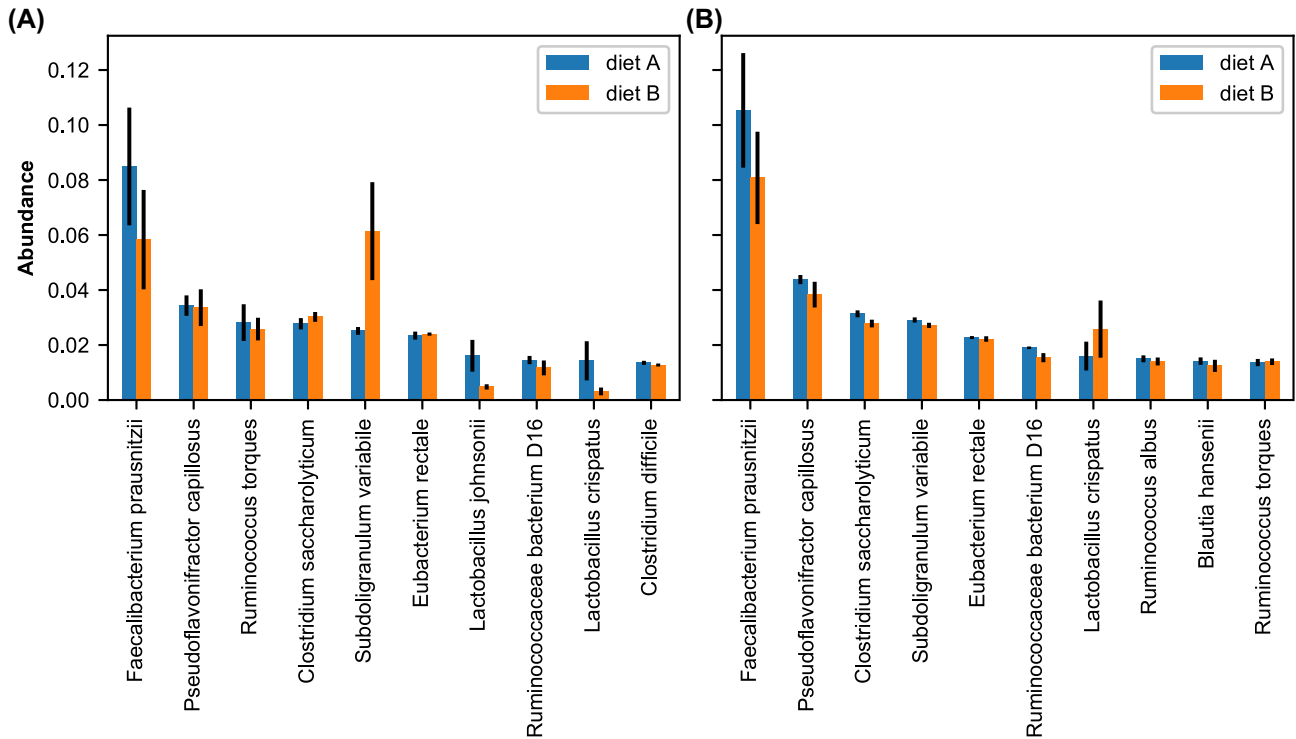 (A)
Abundance
0.12
0.10
0.08
0.06
0.04
0.02
0.00
diet A
diet B
Faecalibacterium prausnitzii
Pseudoflavonifractor capillosus
Ruminococcus torques
Clostridium saccharolyticum
Subdoligranulum variabile
Eubacterium rectale
Lactobacillus johnsonii
Ruminococcaceae bacterium D16
Lactobacillus crispatus
Clostridium difficile
(B)
diet A
diet B
Faecalibacterium prausnitzii
Pseudoflavonifractor capillosus
Clostridium saccharolyticum
Subdoligranulum variabile
Eubacterium rectale
Ruminococcaceae bacterium D16
Lactobacillus crispatus
Ruminococcus albus
Blautia hansenii
Ruminococcus torques